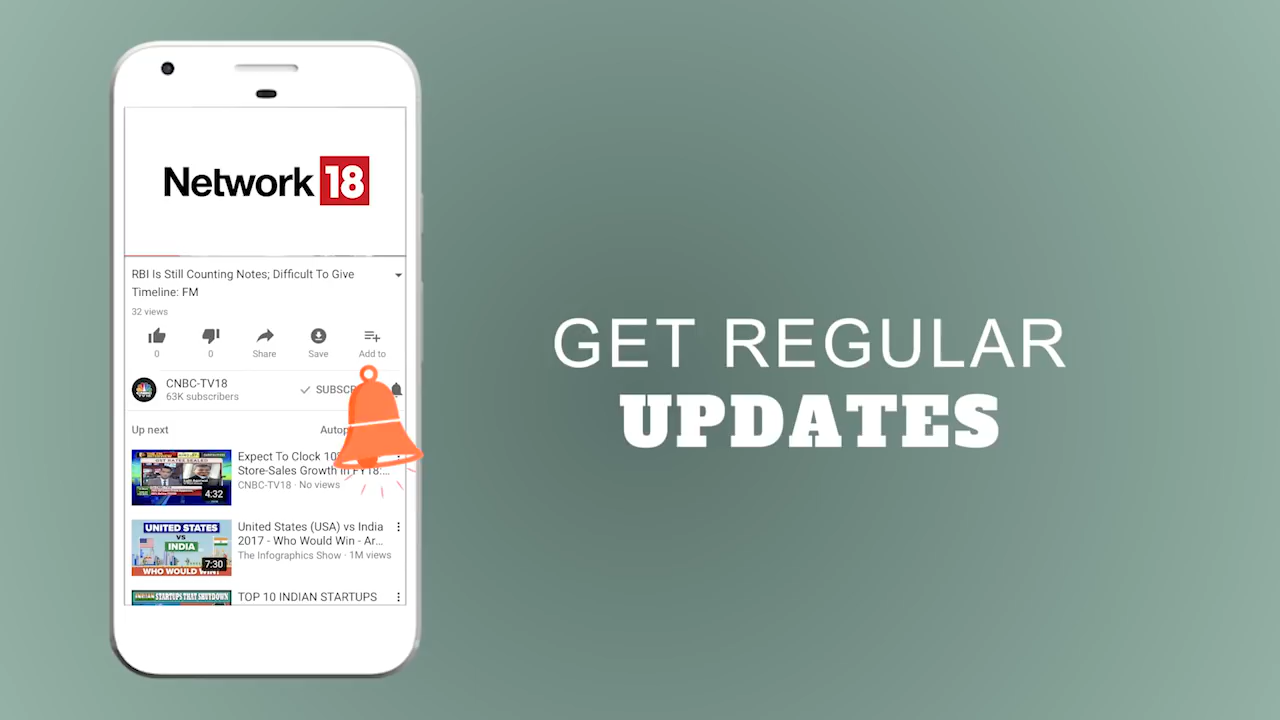 Network 18
RBI Is Still Counting Notes; Difficult To Give
Timeline: FM
32 views
0
0
Share
Save
Add to
CNBC-TV18
63K subscribers
SUBSCR
Up next
Autop
Expect To Clock 10
Store-Sales Growth In FY18:...
CNBC-TV18 · No views
4:32
United States (USA) vs India
2017 - Who Would Win - Ar...
The Infographics Show · 1M views
UNITED STATES
VS
INDIA
7:30
WHO WOULD WIN?
TOP 10 INDIAN STARTUPS
INDIAN STARTUPS THAT SHUTDOWN
GET REGULAR
UPDATES